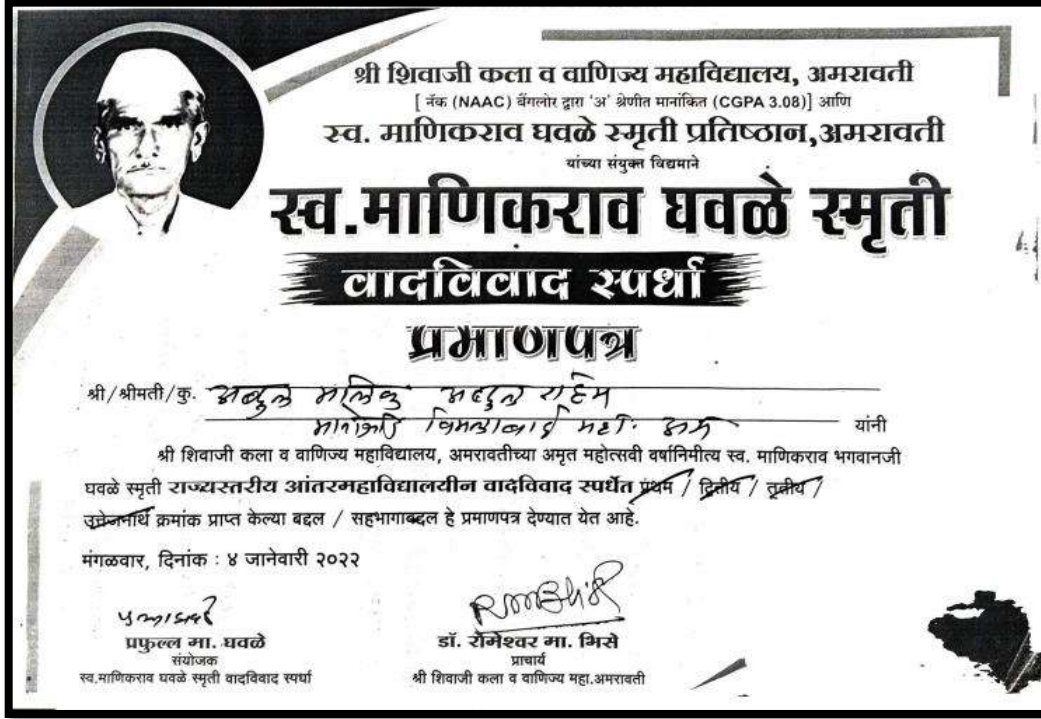 श्री शिवाजी कला व वाणिज्य महाविद्यालय, अमरावती
[ नॅक (NAAC) बैंगलोर द्वारा 'अ' श्रेणीत मानांकित (CGPA 3.08)] आणि
स्व. माणिकराव घवळे स्मृती प्रतिष्ठान,अमरावती
यांच्या संयुक्त विद्यमाने
स्व.माणिकराव घवळे स्मृती
वादविवाद स्पर्धा
प्रमाणपत्र
श्री/श्रीमती/कु. अब्दुल मालिक अब्दुल राहेम
विमलाबाई महा. अम यांनी
श्री शिवाजी कला व वाणिज्य महाविद्यालय, अमरावतीच्या अमृत महोत्सवी वर्षानिमीत्य स्व. माणिकराव भगवानजी
घवळे स्मृती राज्यस्तरीय आंतरमहाविद्यालयीन वादविवाद स्पर्धेत प्रथम / द्वितीय / तृतीय /
उत्तेजनार्थ क्रमांक प्राप्त केल्या बद्दल / सहभागाबद्दल हे प्रमाणपत्र देण्यात येत आहे.
मंगळवार, दिनांक : ४ जानेवारी २०२२
प्रफुल्ल मा. घवळे
संयोजक
स्व.माणिकराव घवळे स्मृती वादविवाद स्पर्धा
डॉ. रोमेश्वर मा. भिसे
प्राचार्य
श्री शिवाजी कला व वाणिज्य महा.अमरावती